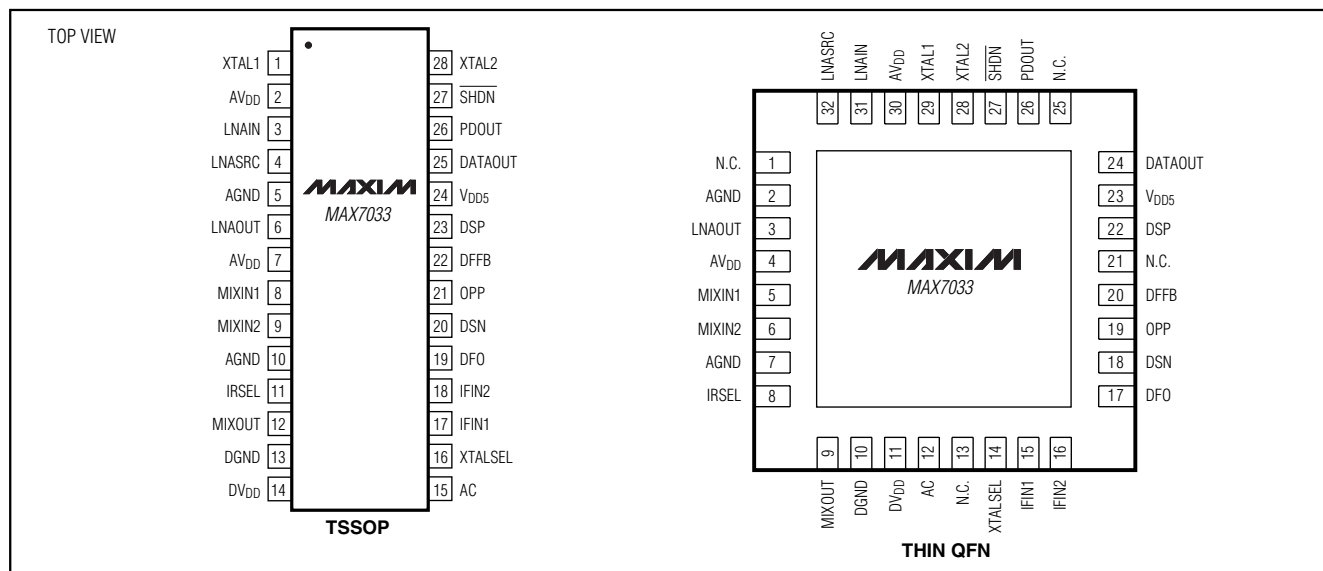 TOP VIEW
XTAL1 1
AVDD 2
LNAIN 3
LNASRC 4
AGND 5
LNAOUT 6
AVDD 7
MIXIN1 8
MIXIN2 9
AGND 10
IRSEL 11
MIXOUT 12
DGND 13
DVDD 14
MAXIM
MAX7033
28 XTAL2
27 SHDN
26 PDOUT
25 DATAOUT
24 VDD5
23 DSP
22 DFFB
21 OPP
20 DSN
19 DFO
18 IFIN2
17 IFIN1
16 XTALSEL
15 AC
TSSOP
LNASRC 32
LNAIN 31
AVDD 30
XTAL1 29
XTAL2 28
SHDN 27
PDOUT 26
N.C. 25
N.C. 1
AGND 2
LNAOUT 3
AVDD 4
MIXIN1 5
MIXIN2 6
AGND 7
IRSEL 8
MAXIM
MAX7033
24 DATAOUT
23 VDD5
22 DSP
21 N.C.
20 DFFB
19 OPP
18 DSN
17 DFO
MIXOUT 9
DGND 10
DVDD 11
AC 12
N.C. 13
XTALSEL 14
IFIN1 15
IFIN2 16
THIN QFN